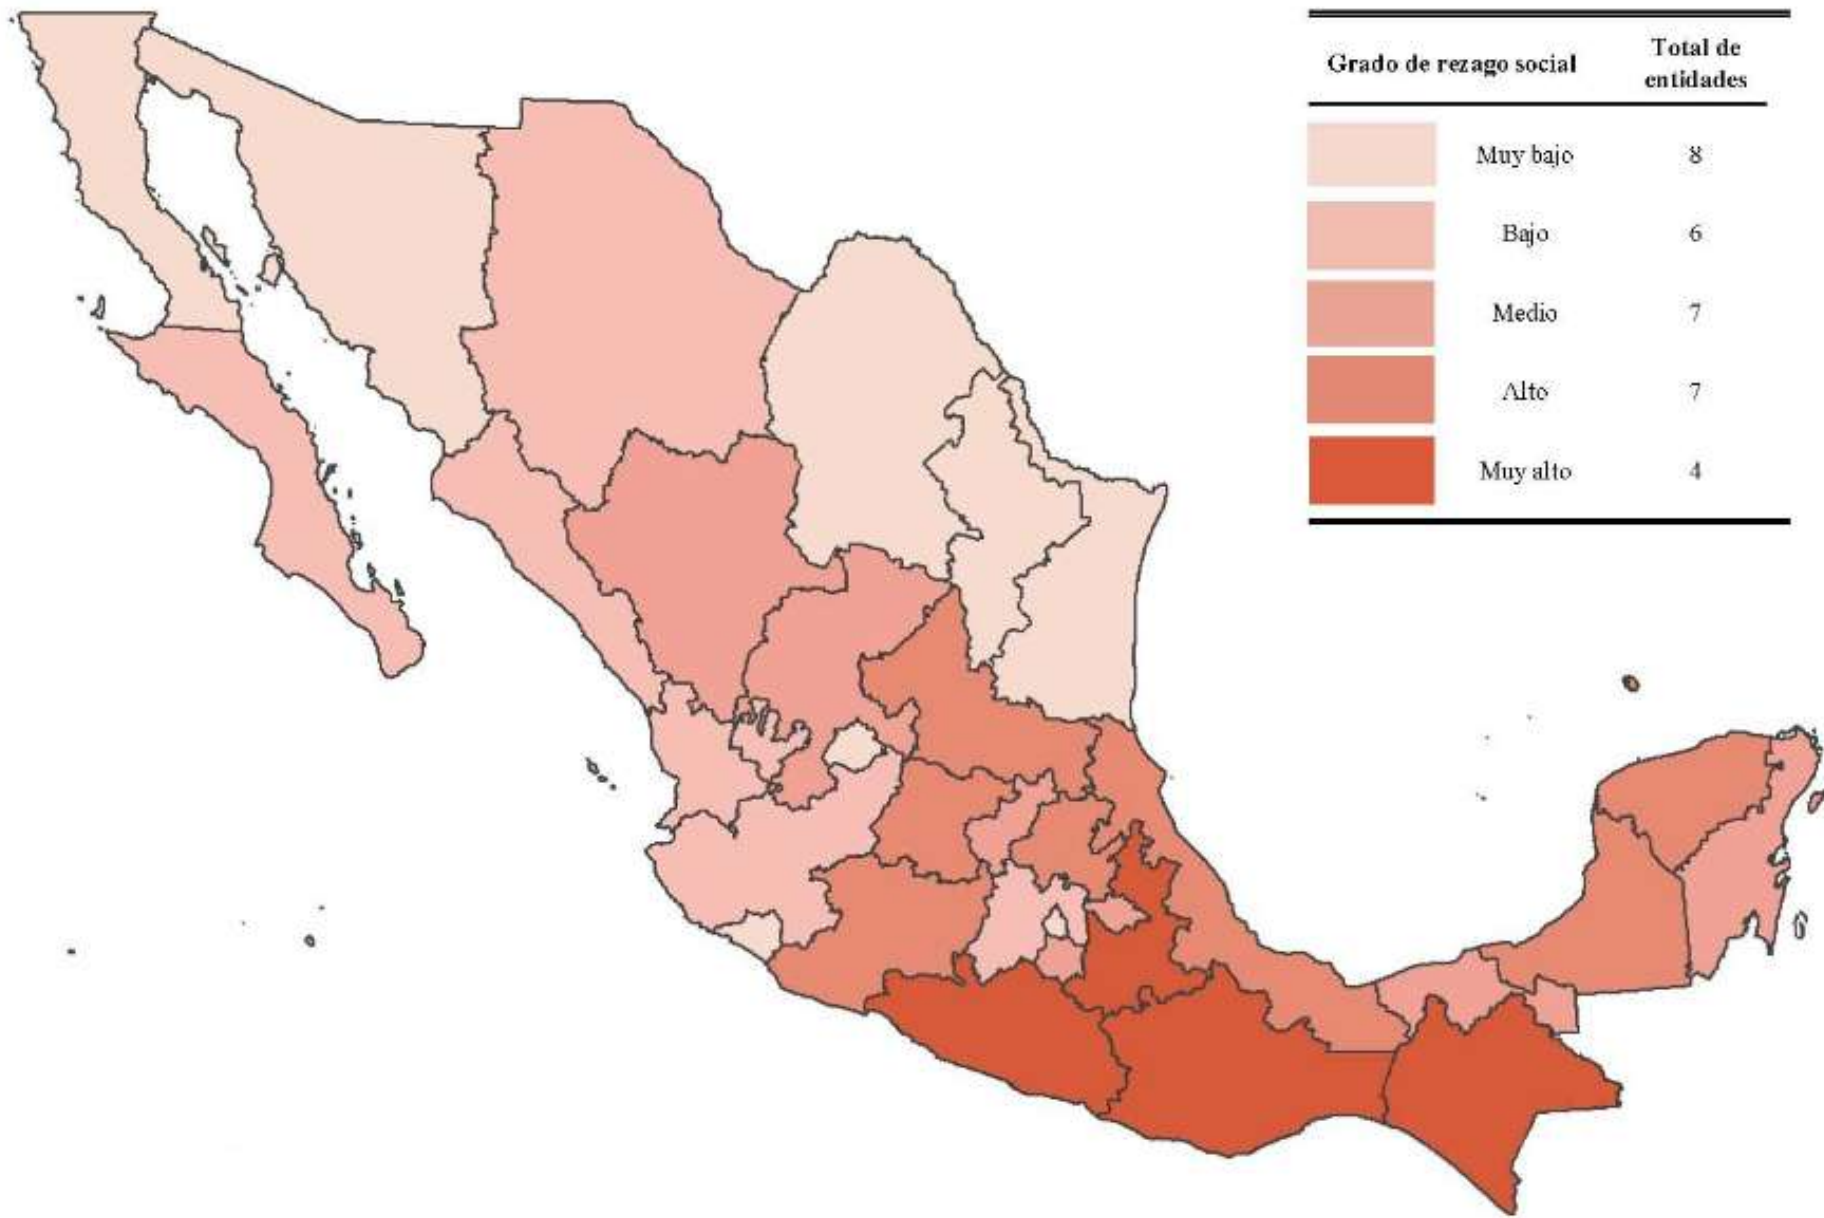 Grado de rezago social
Total de
entidades
Muy bajo 8
Bajo 6
Medio 7
Alto 7
Muy alto 4